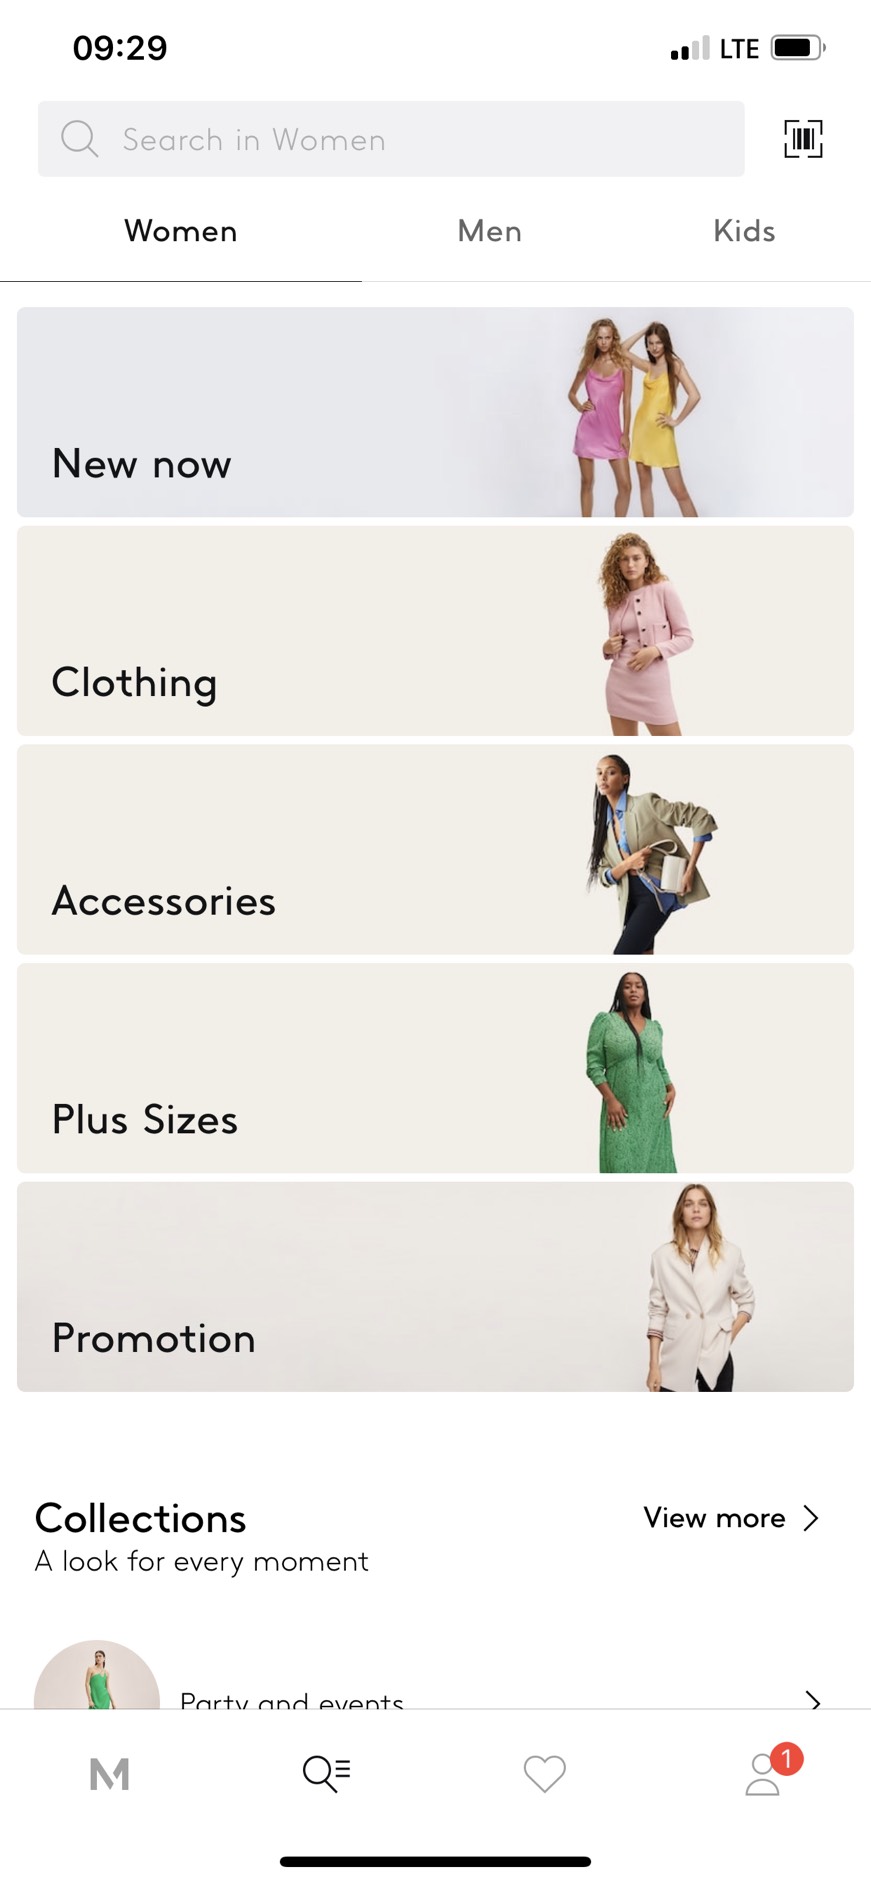 09:29
LTE
Search in Women
Women
Men
Kids
New now
Clothing
Accessories
Plus Sizes
Promotion
Collections
View more
A look for every moment
Party and events
M
1